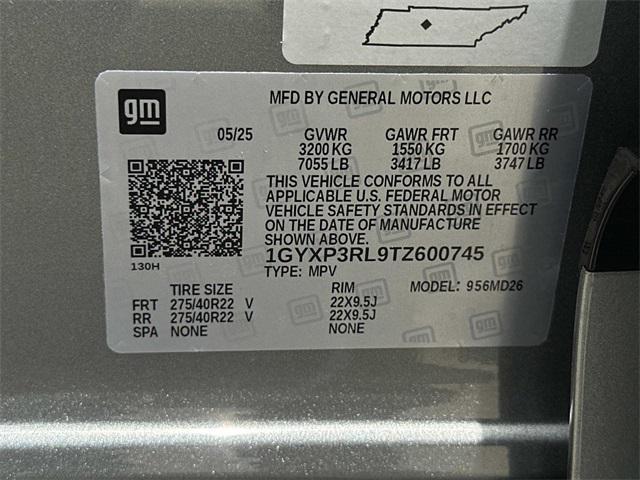 gm
MFD BY GENERAL MOTORS LLC
05/25 GVWR GAWR FRT GAWR RR
3200 KG 1550 KG 1700 KG
7055 LB 3417 LB 3747 LB
THIS VEHICLE CONFORMS TO ALL
APPLICABLE U.S. FEDERAL MOTOR
VEHICLE SAFETY STANDARDS IN EFFECT
ON THE DATE OF MANUFACTURE
SHOWN ABOVE.
1GYXP3RL9TZ600745
130H
TYPE: MPV MODEL: 956MD26
TIRE SIZE RIM
FRT 275/40R22 V 22X9.5J
RR 275/40R22 V 22X9.5J
SPA NONE NONE